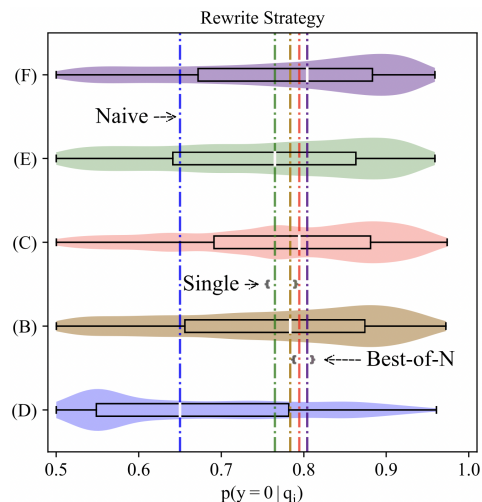 Rewrite Strategy
(F)
Naive
(E)
(C)
Single
(B)
Best-of-N
(D)
0.5 0.6 0.7 0.8 0.9 1.0
p(y = 0 | qᵢ)